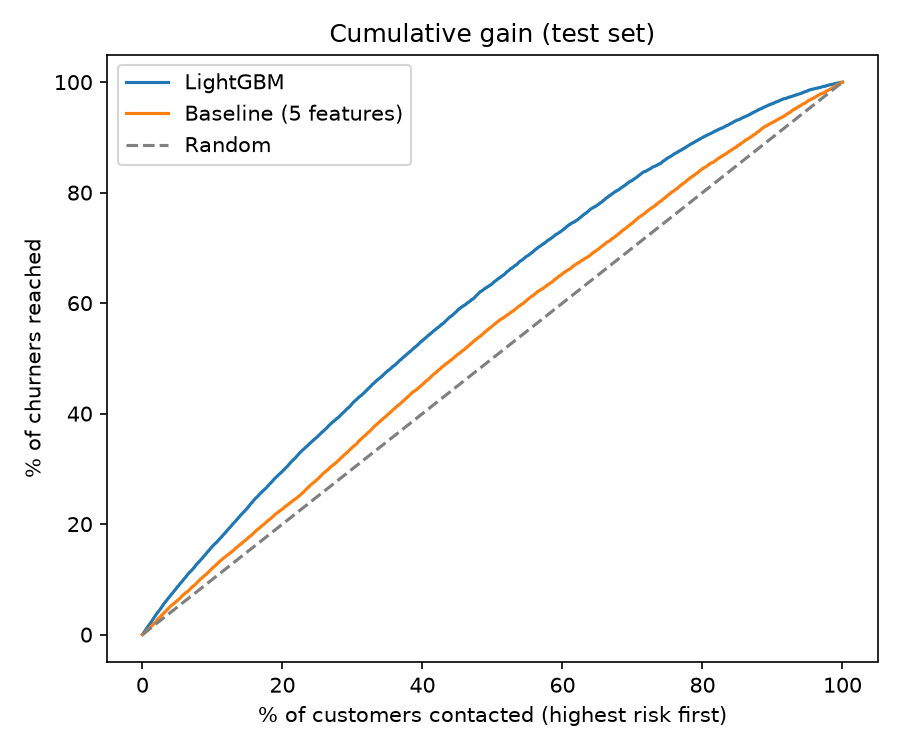 Cumulative gain (test set)
LightGBM
Baseline (5 features)
Random
% of churners reached
100
80
60
40
20
0
0 20 40 60 80 100
% of customers contacted (highest risk first)